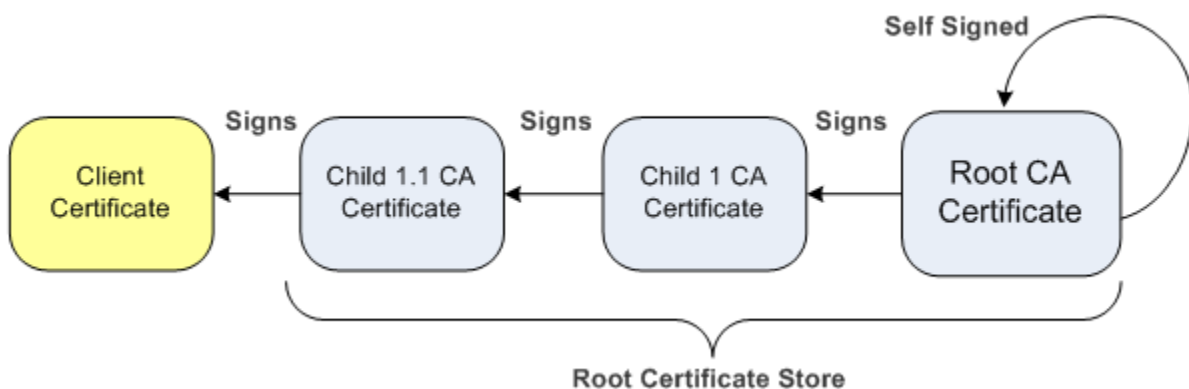 Self Signed
Signs
Signs
Signs
Client
Certificate
Child 1.1 CA
Certificate
Child 1 CA
Certificate
Root CA
Certificate
Root Certificate Store